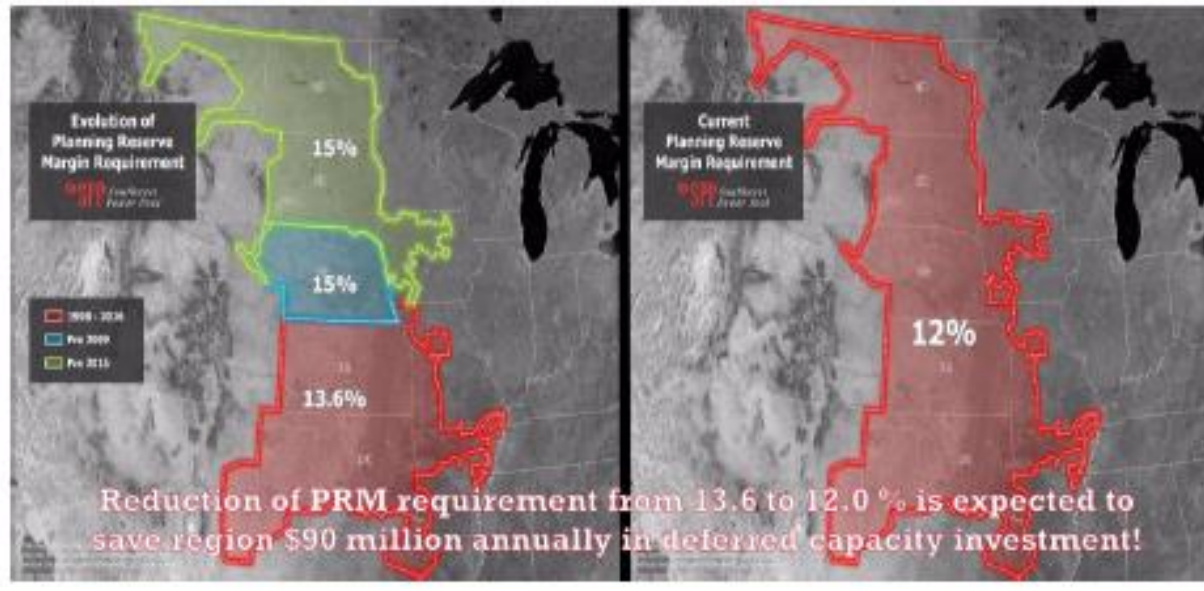 Evolution of
Planning Reserve
Margin Requirement
SPP Southwest
Power Pool
15%
15%
13.6%
1998 - 2016
Pre 2009
Pre 2015
Current
Planning Reserve
Margin Requirement
SPP Southwest
Power Pool
12%
Reduction of PRM requirement from 13.6 to 12.0 % is expected to
save region $90 million annually in deferred capacity investment!